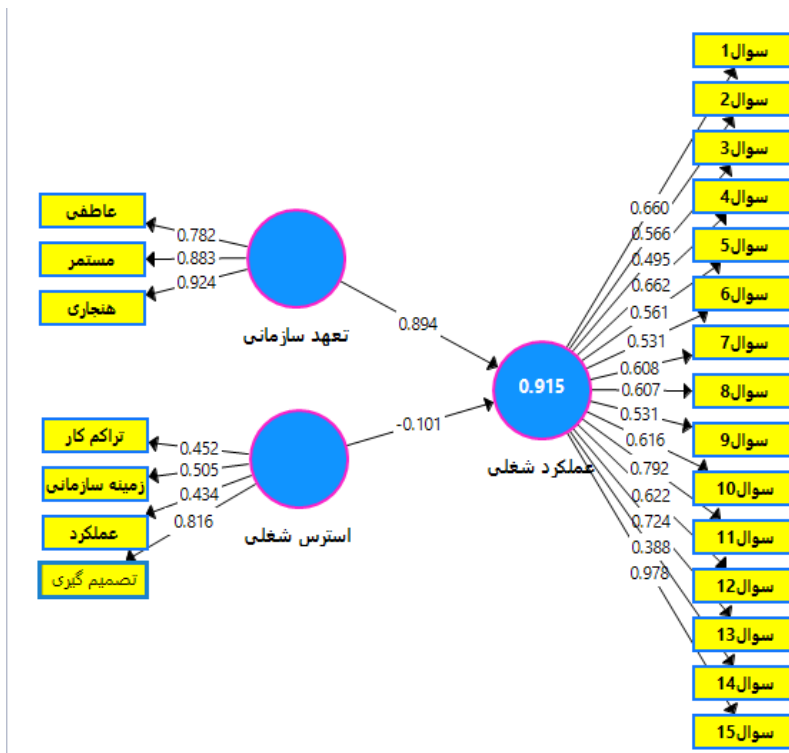 عاطفی
مستمر
هنجاری
0.782
0.883
0.924
تعهد سازمانی
0.894
تراکم کار
زمینه سازمانی
عملکرد
تصمیم گیری
0.452
0.505
0.434
0.816
استرس شغلی
-0.101
0.915
عملکرد شغلی
0.660
0.566
0.495
0.662
0.561
0.531
0.608
0.607
0.531
0.616
0.792
0.622
0.724
0.388
0.978
سوال1
سوال2
سوال3
سوال4
سوال5
سوال6
سوال7
سوال8
سوال9
سوال10
سوال11
سوال12
سوال13
سوال14
سوال15